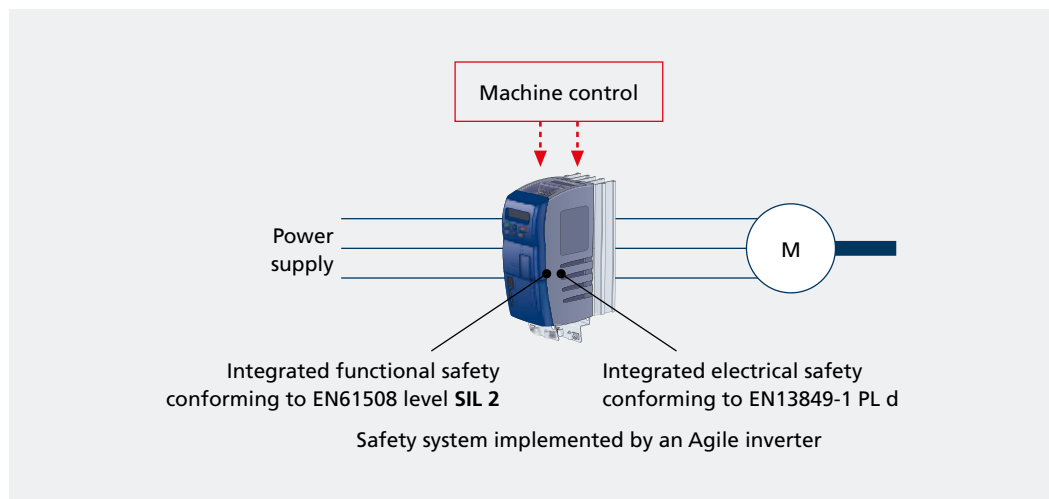 Machine control
Power
supply
M
Integrated functional safety
conforming to EN61508 level SIL 2
Integrated electrical safety
conforming to EN13849-1 PL d
Safety system implemented by an Agile inverter